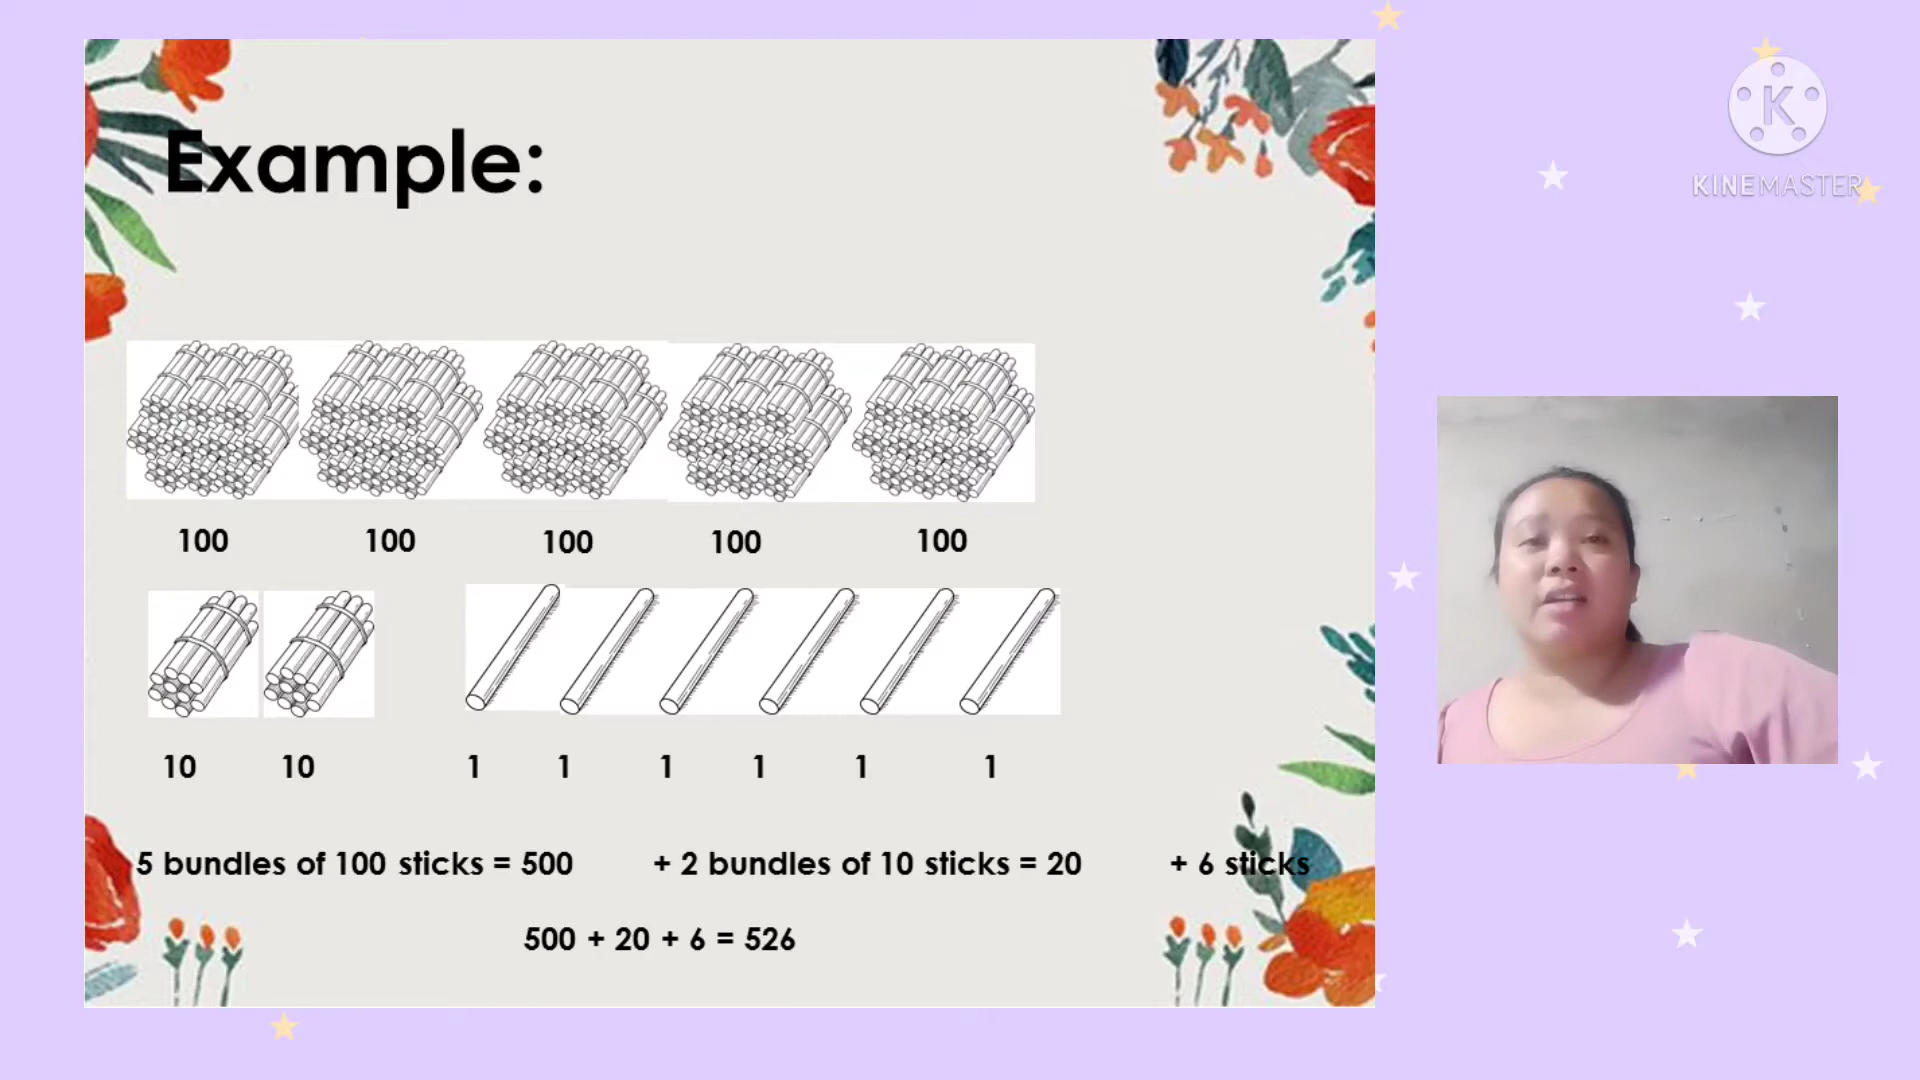 Example:
K
KINEMASTER
100 100 100 100 100
10 10 1 1 1 1 1 1
5 bundles of 100 sticks = 500 + 2 bundles of 10 sticks = 20 + 6 sticks
500 + 20 + 6 = 526